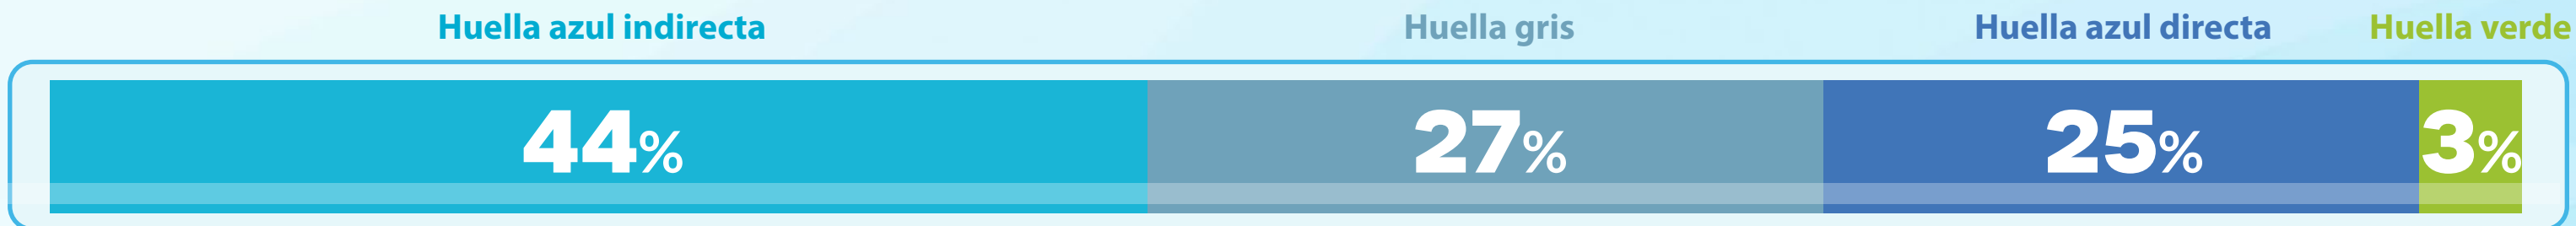 Huella azul indirecta Huella gris Huella azul directa Huella verde
44% 27% 25% 3%